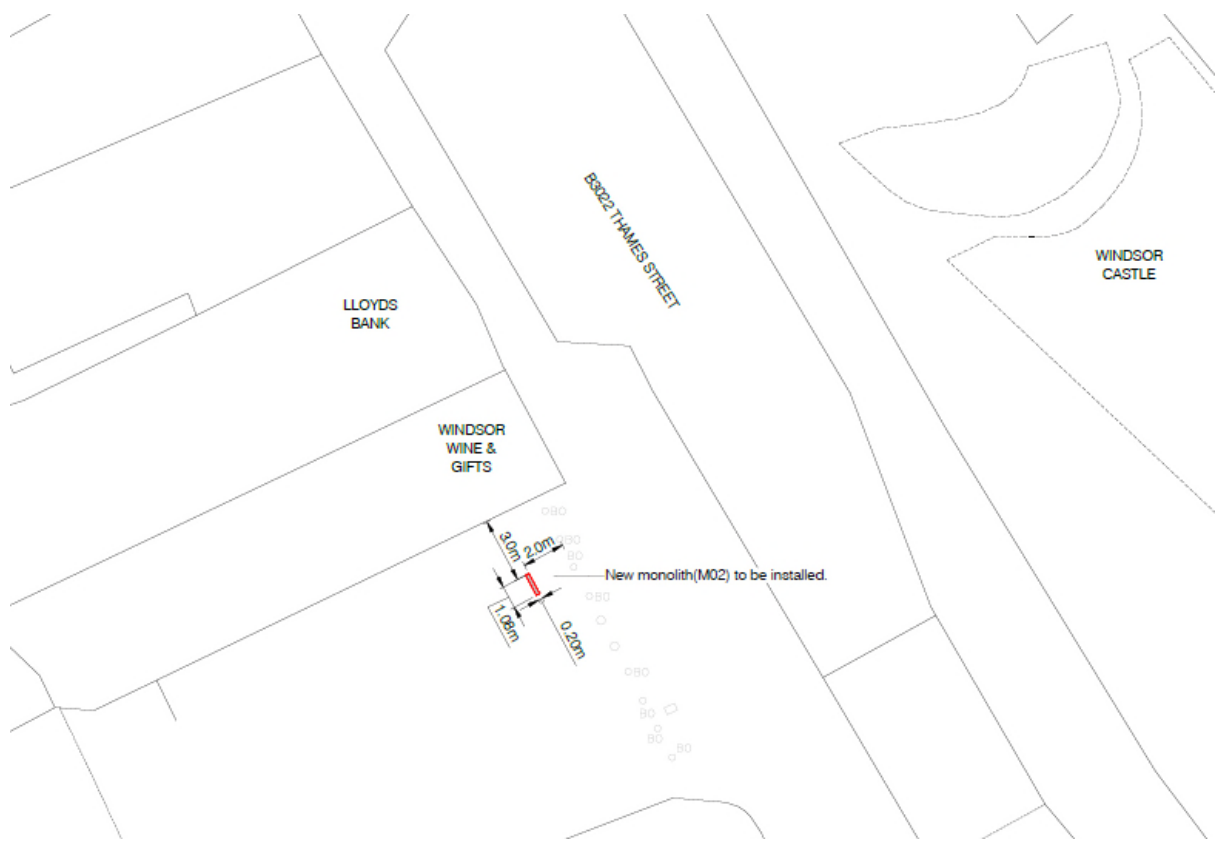 B3022 THAMES STREET
WINDSOR
CASTLE
LLOYDS
BANK
WINDSOR
WINE &
GIFTS
BO
BO
BO
3.0m
2.0m
New monolith(M02) to be installed.
BO
1.08m
0.20m
BO
BO
BO
BO